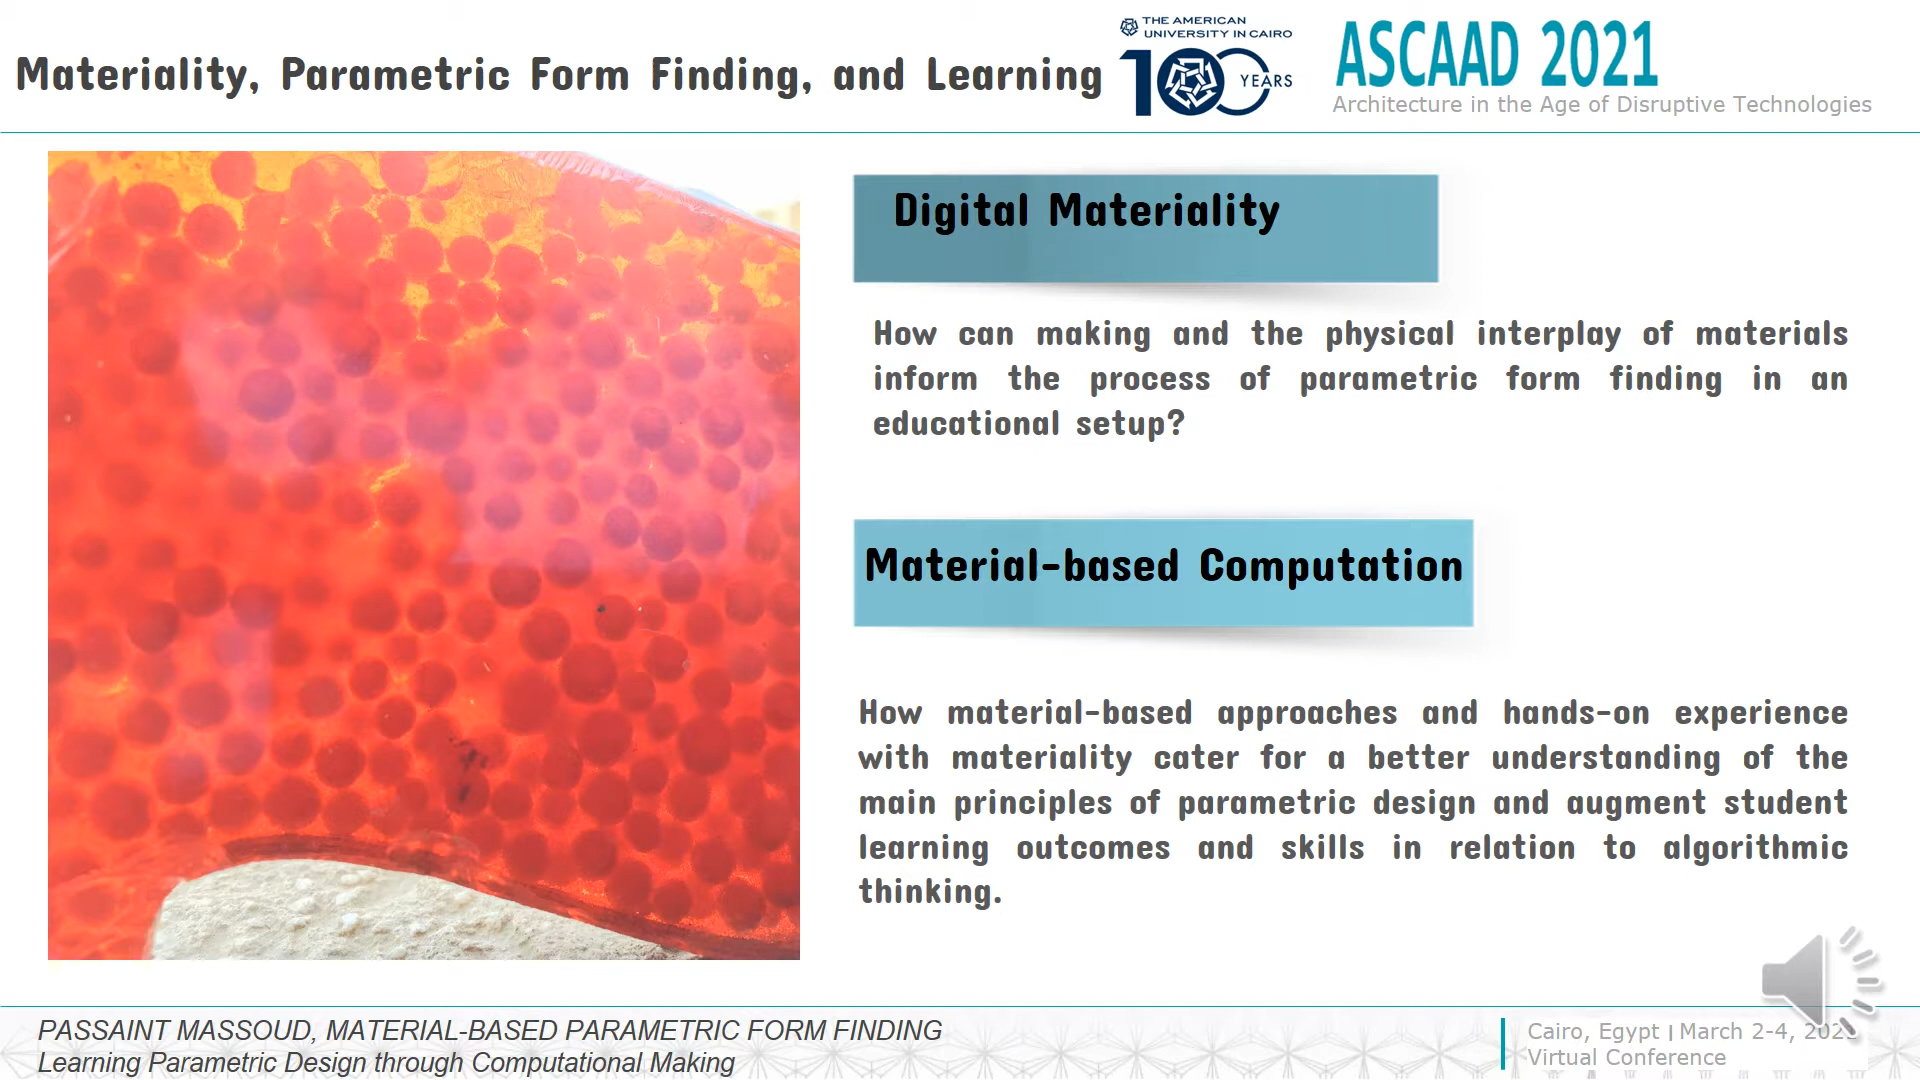 Materiality, Parametric Form Finding, and Learning
THE AMERICAN
UNIVERSITY IN CAIRO
100 YEARS
ASCAAD 2021
Architecture in the Age of Disruptive Technologies
Digital Materiality
How can making and the physical interplay of materials
inform the process of parametric form finding in an
educational setup?
Material-based Computation
How material-based approaches and hands-on experience
with materiality cater for a better understanding of the
main principles of parametric design and augment student
learning outcomes and skills in relation to algorithmic
thinking.
PASSAINT MASSOUD, MATERIAL-BASED PARAMETRIC FORM FINDING
Learning Parametric Design through Computational Making
Cairo, Egypt | March 2-4, 2021
Virtual Conference